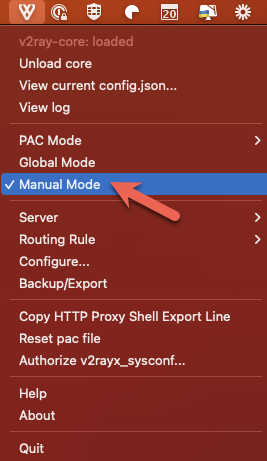 20
v2ray-core: loaded
Unload core
View current config.json...
View log
PAC Mode
Global Mode
✓ Manual Mode
Server
Routing Rule
Configure...
Backup/Export
Copy HTTP Proxy Shell Export Line
Reset pac file
Authorize v2rayx_sysconf...
Help
About
Quit